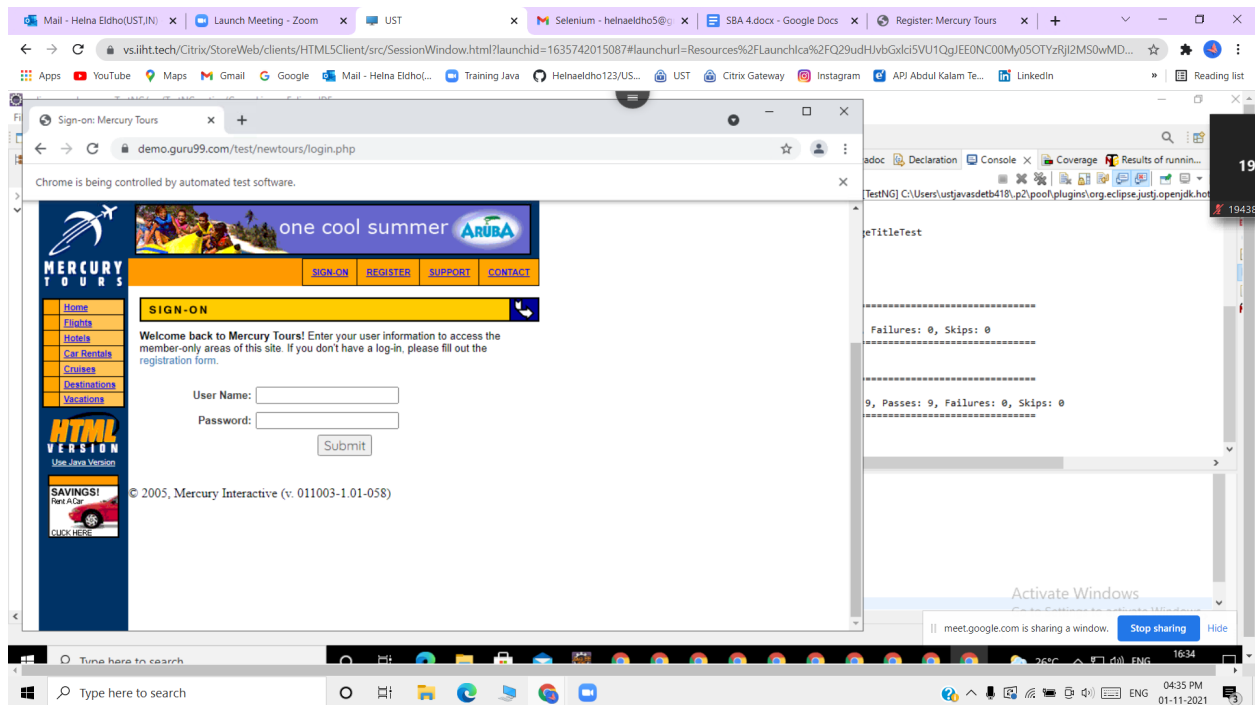 Mail - Helna Eldho(UST,IN)
Launch Meeting - Zoom
UST
Selenium - helnaeldho5@g
SBA 4.docx - Google Docs
Register: Mercury Tours
vs.iiht.tech/Citrix/StoreWeb/clients/HTML5Client/src/SessionWindow.html?launchid=1635742015087#launchurl=Resources%2FLaunchIca%2FQ29udHJvbGxlci5VU1QgJEE0NC00My05OTYzRjI2MS0wMD...
Apps YouTube Maps Gmail Google Mail - Helna Eldho(... Training Java Helnaeldho123/US... UST Citrix Gateway Instagram APJ Abdul Kalam Te... LinkedIn » Reading list
Sign-on: Mercury Tours
demo.guru99.com/test/newtours/login.php
Chrome is being controlled by automated test software.
one cool summer ARUBA
MERCURY
TOURS
SIGN-ON REGISTER SUPPORT CONTACT
Home
Flights
Hotels
Car Rentals
Cruises
Destinations
Vacations
HTML
VERSION
Use Java Version
SAVINGS!
Rent A Car
CLICK HERE
SIGN-ON
Welcome back to Mercury Tours! Enter your user information to access the
member-only areas of this site. If you don't have a log-in, please fill out the
registration form.
User Name:
Password:
Submit
© 2005, Mercury Interactive (v. 011003-1.01-058)
adoc Declaration Console Coverage Results of runnin...
[TestNG] C:\Users\ustjavasdetb418\.p2\pool\plugins\org.eclipse.justj.openjdk.hot
eTitleTest
===============================
Failures: 0, Skips: 0
===============================
===============================
9, Passes: 9, Failures: 0, Skips: 0
===============================
19
19438
Activate Windows
meet.google.com is sharing a window. Stop sharing Hide
Type here to search
26°C ENG 16:34
Type here to search
ENG 04:35 PM
01-11-2021
3